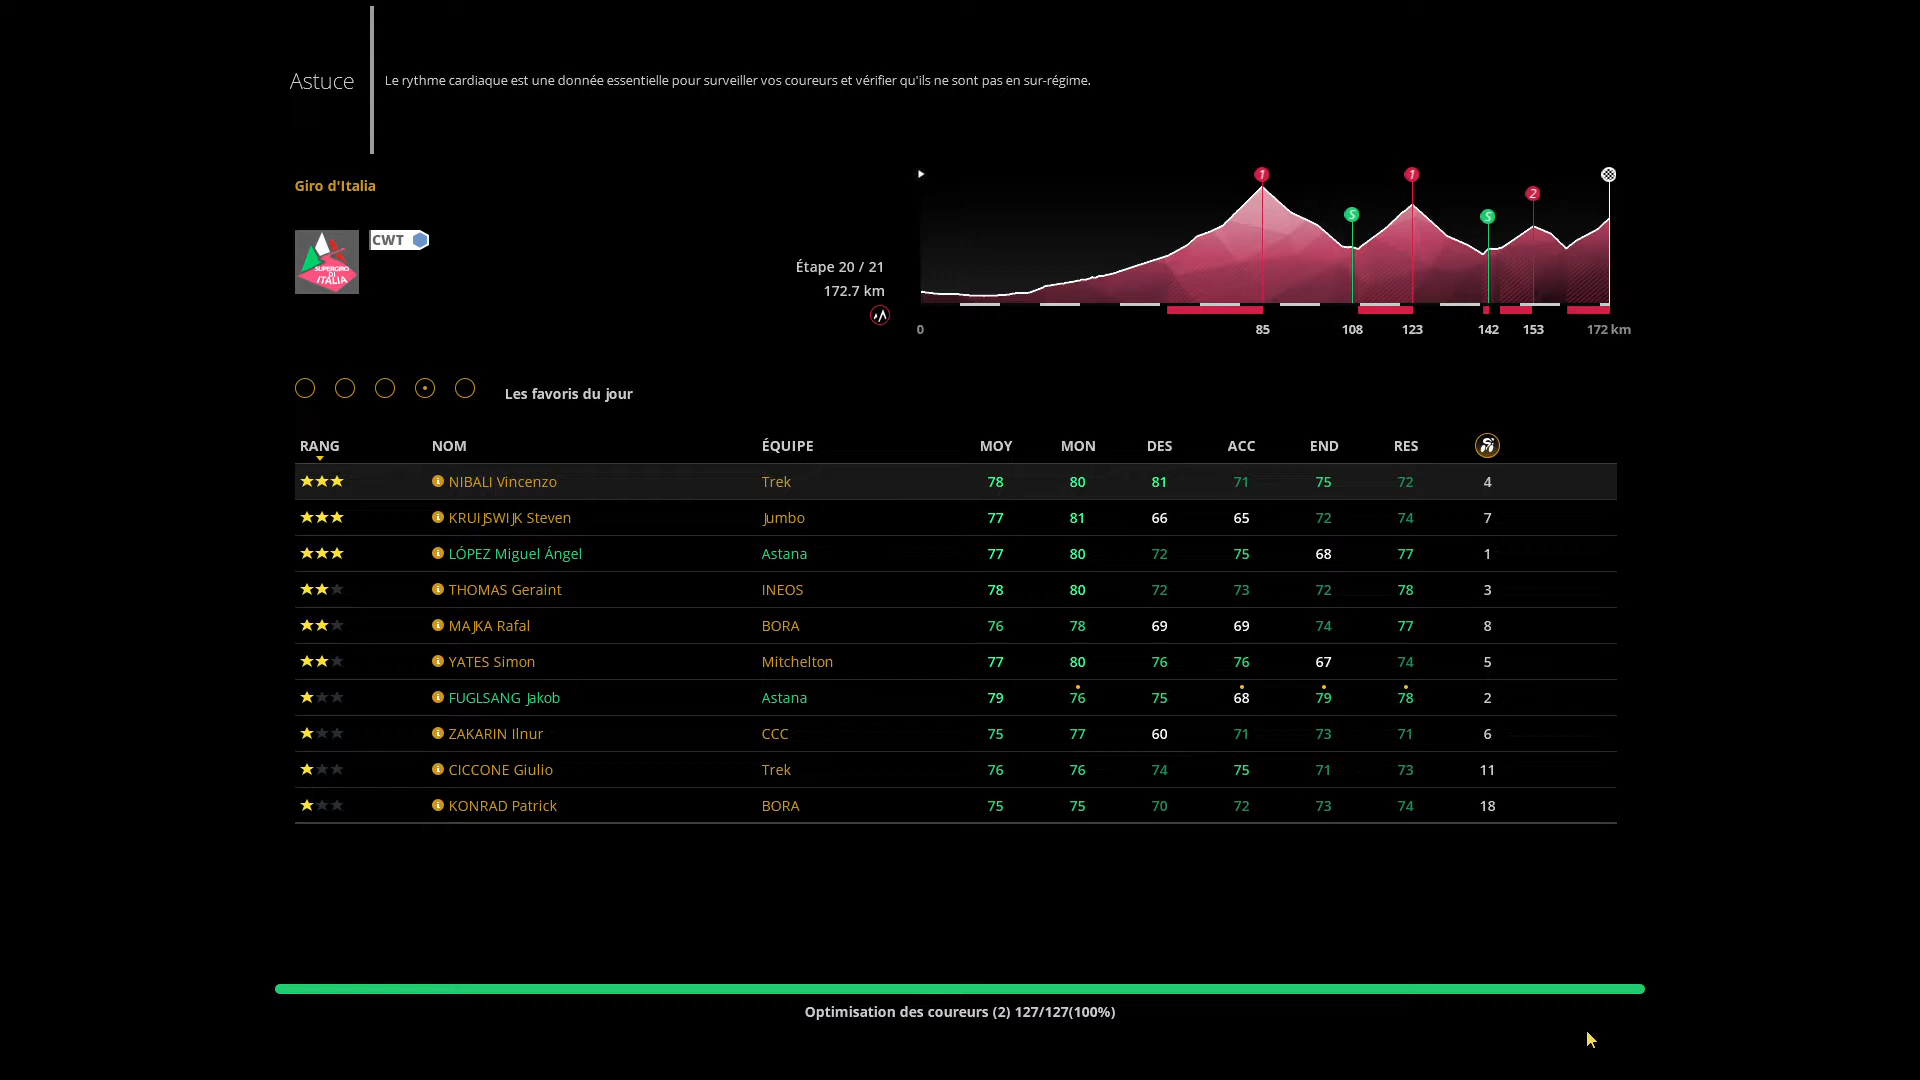 Astuce
Le rythme cardiaque est une donnée essentielle pour surveiller vos coureurs et vérifier qu'ils ne sont pas en sur-régime.
Giro d'Italia
SUPERGIRO DI ITALIA
CWT
Étape 20 / 21
172.7 km
1 S 1 S 2
0 85 108 123 142 153 172 km
Les favoris du jour
RANG NOM ÉQUIPE MOY MON DES ACC END RES
NIBALI Vincenzo Trek 78 80 81 71 75 72 4
KRUIJSWIJK Steven Jumbo 77 81 66 65 72 74 7
LÓPEZ Miguel Ángel Astana 77 80 72 75 68 77 1
THOMAS Geraint INEOS 78 80 72 73 72 78 3
MAJKA Rafal BORA 76 78 69 69 74 77 8
YATES Simon Mitchelton 77 80 76 76 67 74 5
FUGLSANG Jakob Astana 79 76 75 68 79 78 2
ZAKARIN Ilnur CCC 75 77 60 71 73 71 6
CICCONE Giulio Trek 76 76 74 75 71 73 11
KONRAD Patrick BORA 75 75 70 72 73 74 18
Optimisation des coureurs (2) 127/127(100%)